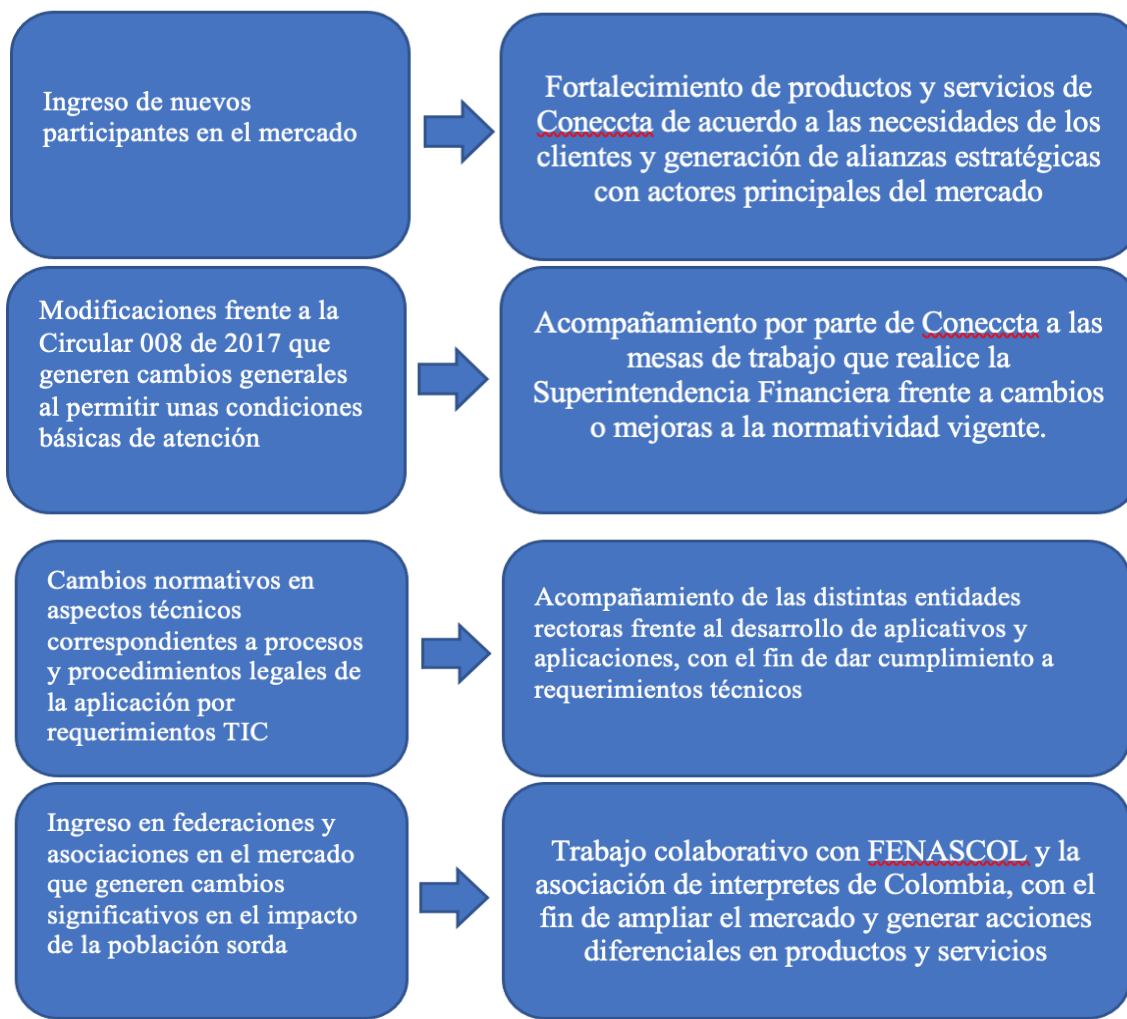 Ingreso de nuevos
participantes en el mercado
Fortalecimiento de productos y servicios de
Coneccta de acuerdo a las necesidades de los
clientes y generación de alianzas estratégicas
con actores principales del mercado
Modificaciones frente a la
Circular 008 de 2017 que
generen cambios generales
al permitir unas condiciones
básicas de atención
Acompañamiento por parte de Coneccta a las
mesas de trabajo que realice la
Superintendencia Financiera frente a cambios
o mejoras a la normatividad vigente.
Cambios normativos en
aspectos técnicos
correspondientes a procesos
y procedimientos legales de
la aplicación por
requerimientos TIC
Acompañamiento de las distintas entidades
rectoras frente al desarrollo de aplicativos y
aplicaciones, con el fin de dar cumplimiento a
requerimientos técnicos
Ingreso en federaciones y
asociaciones en el mercado
que generen cambios
significativos en el impacto
de la población sorda
Trabajo colaborativo con FENASCOL y la
asociación de interpretes de Colombia, con el
fin de ampliar el mercado y generar acciones
diferenciales en productos y servicios